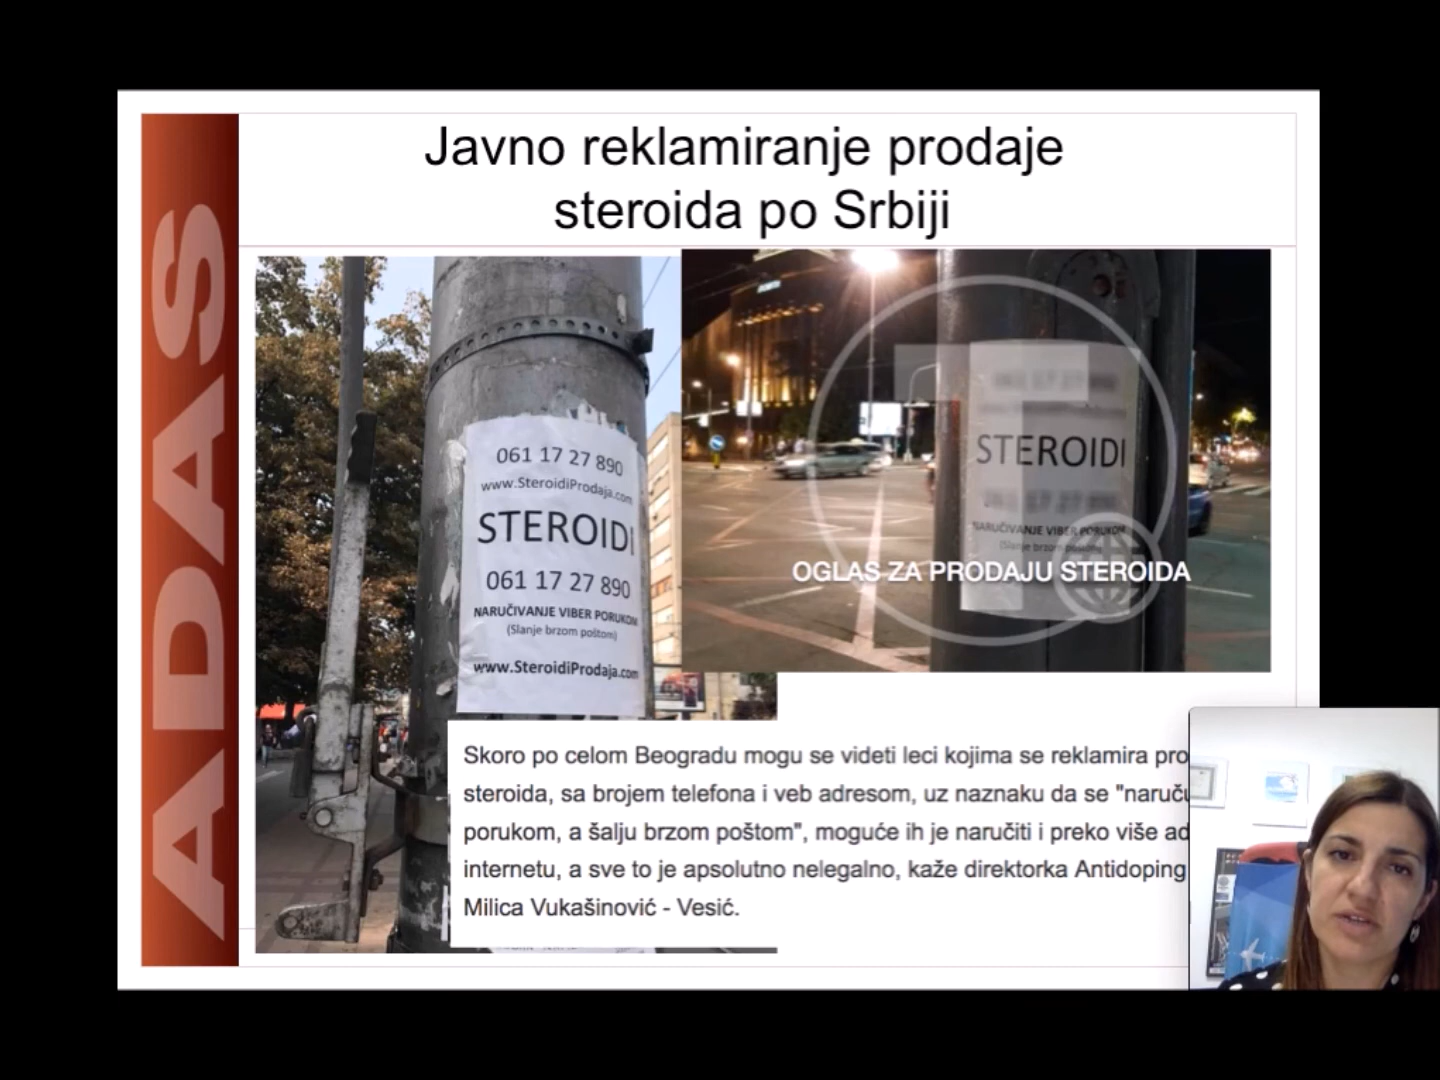 Javno reklamiranje prodaje
steroida po Srbiji
ADAS
061 17 27 890
www.SteroidiProdaja.com
STEROIDI
061 17 27 890
NARUČIVANJE VIBER PORUKOM
(Slanje brzom poštom)
www.SteroidiProdaja.com
STEROIDI
NARUČIVANJE VIBER PORUKOM
(Slanje brzom
OGLAS ZA PRODAJU STEROIDA
Skoro po celom Beogradu mogu se videti leci kojima se reklamira pro
steroida, sa brojem telefona i veb adresom, uz naznaku da se "naruču
porukom, a šalju brzom poštom", moguće ih je naručiti i preko više ad
internetu, a sve to je apsolutno nelegalno, kaže direktorka Antidoping
Milica Vukašinović - Vesić.